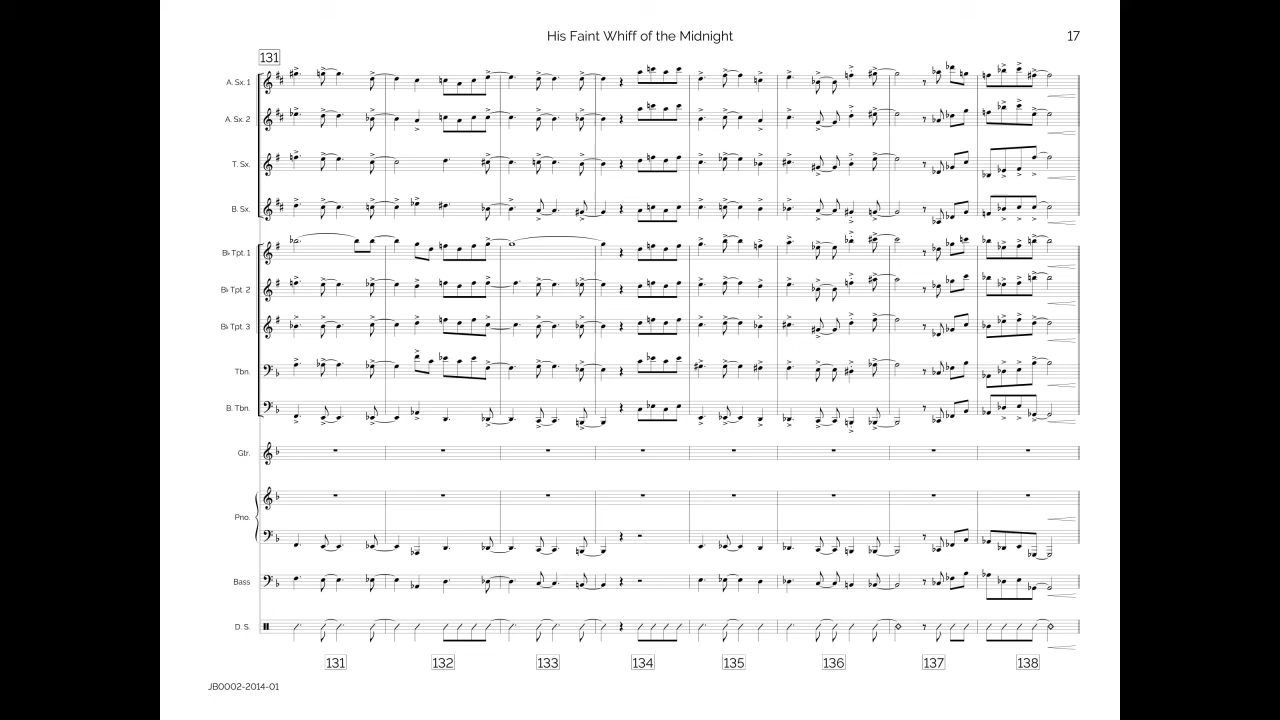 His Faint Whiff of the Midnight
17
131
A. Sx. 1
A. Sx. 2
T. Sx.
B. Sx.
B♭ Tpt. 1
B♭ Tpt. 2
B♭ Tpt. 3
Tbn.
B. Tbn.
Gtr.
Pno.
Bass
D. S.
131 132 133 134 135 136 137 138
JB0002-2014-01